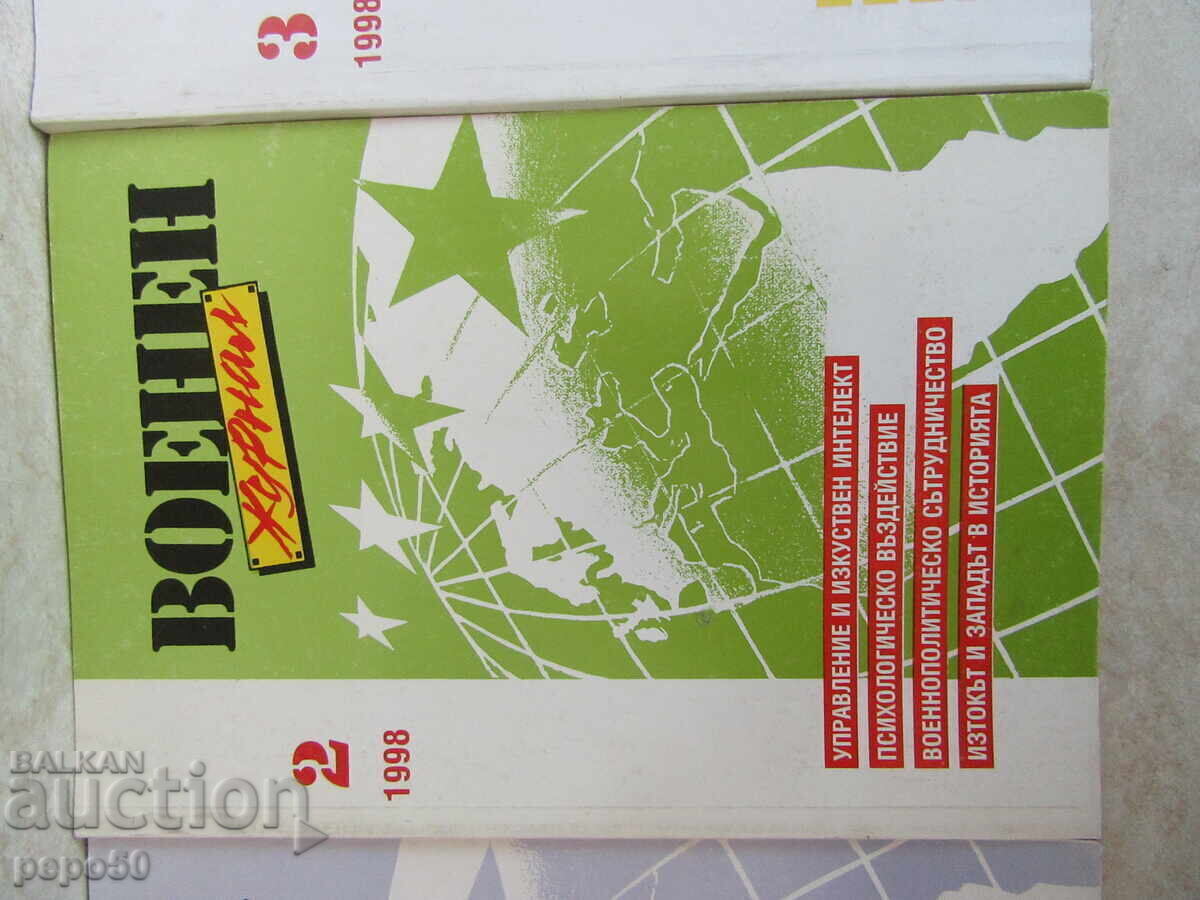 3
1998
ВОЕНЕН
журнал
2
1998
УПРАВЛЕНИЕ И ИЗКУСТВЕН ИНТЕЛЕКТ
ПСИХОЛОГИЧЕСКО ВЪЗДЕЙСТВИЕ
ВОЕННОПОЛИТИЧЕСКО СЪТРУДНИЧЕСТВО
ИЗТОКЪТ И ЗАПАДЪТ В ИСТОРИЯТА
BALKAN
auction
pepo50